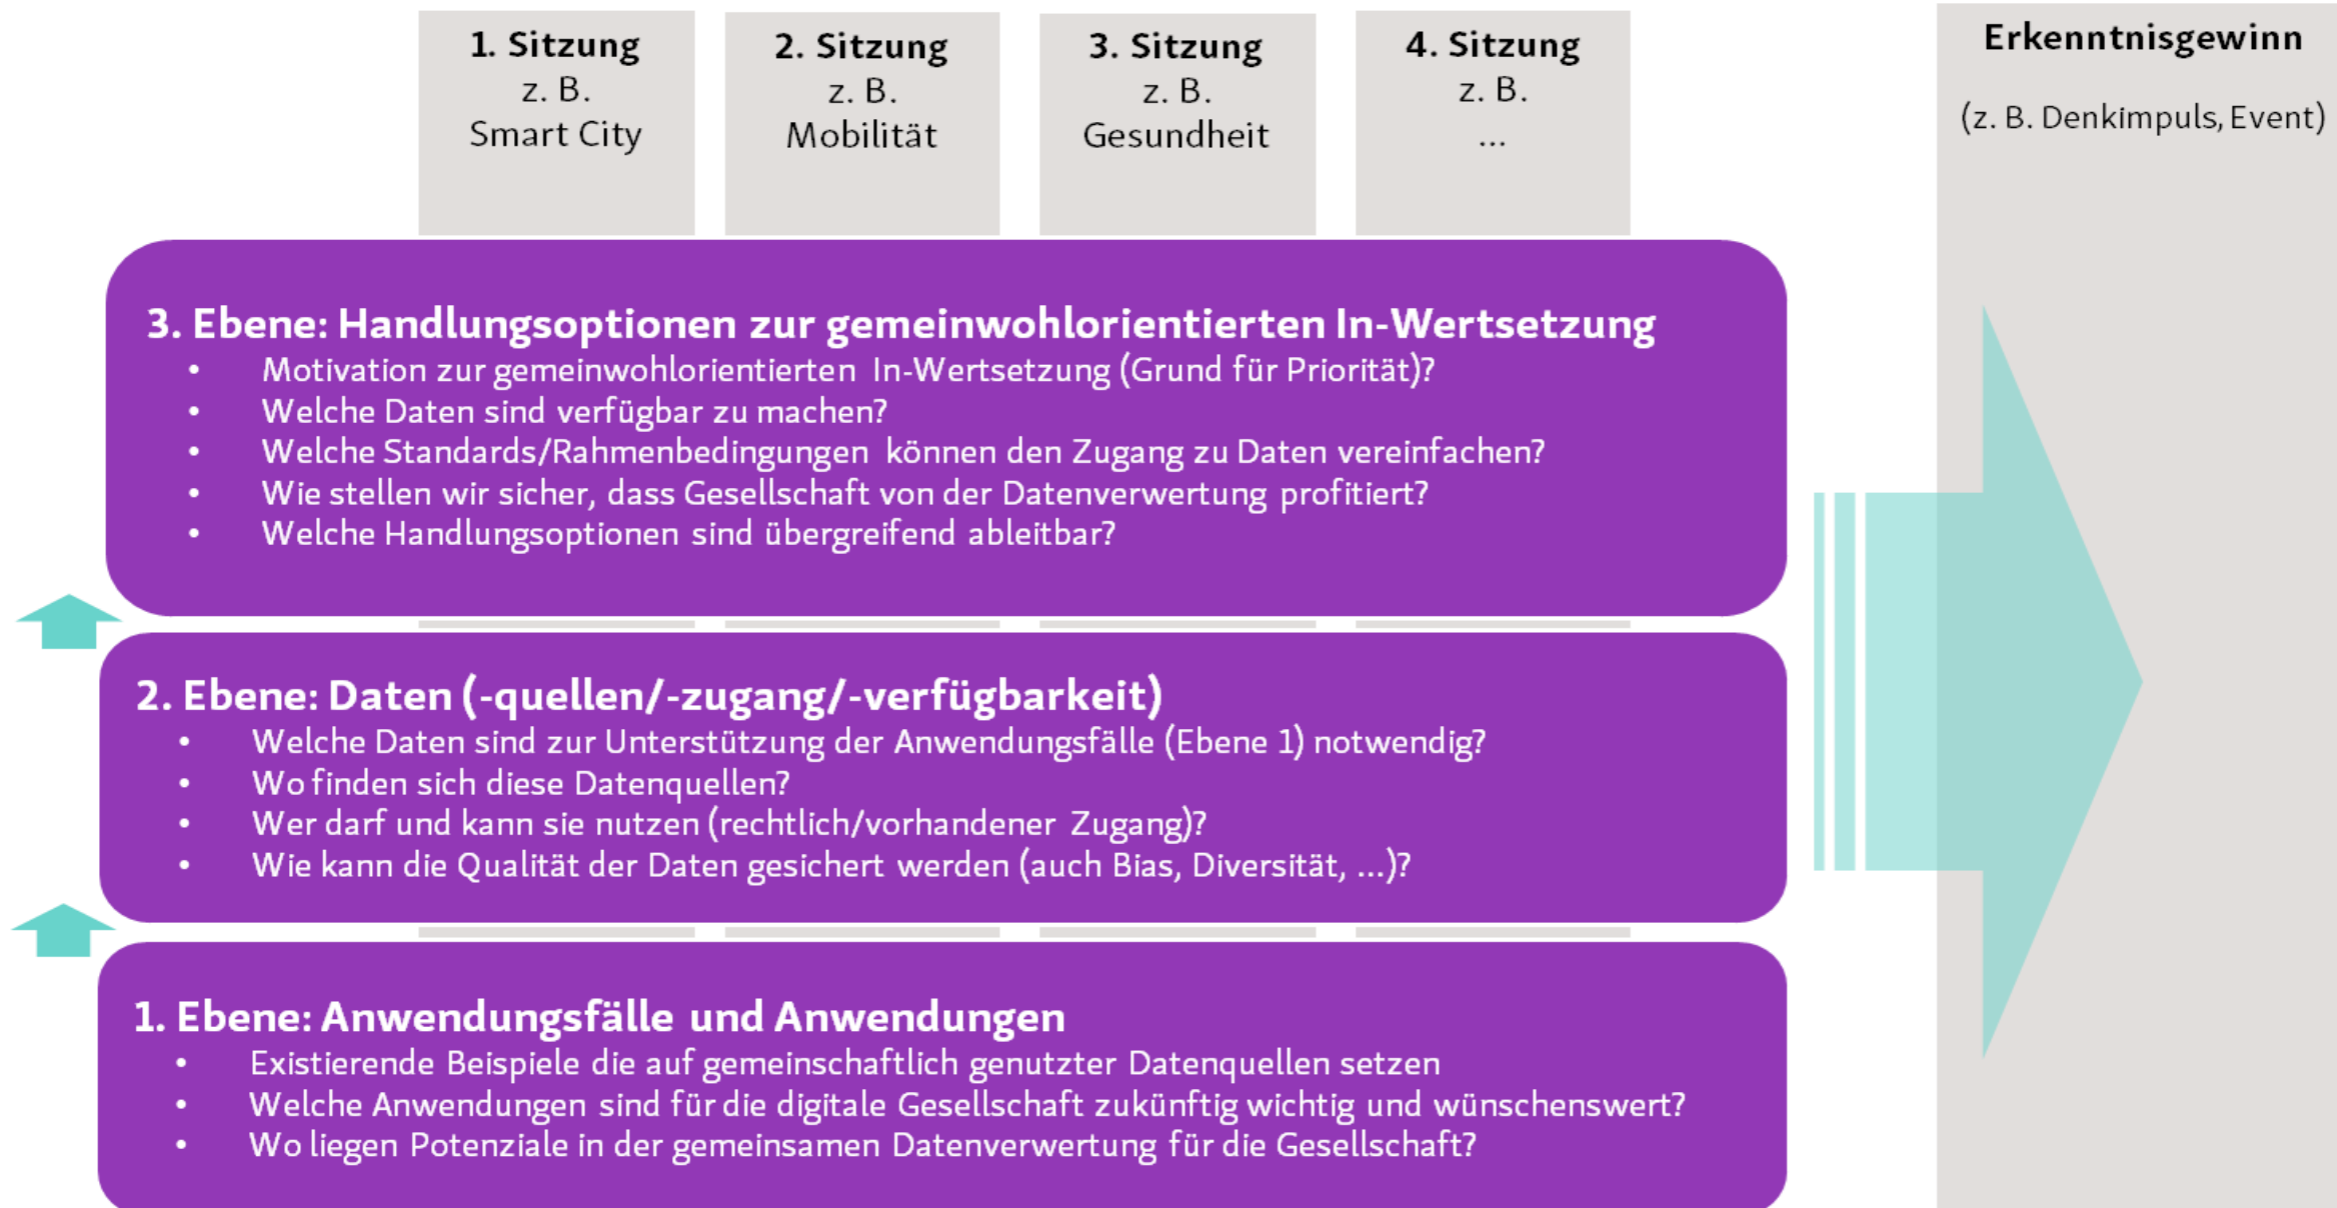 1. Sitzung
z. B.
Smart City
2. Sitzung
z. B.
Mobilität
3. Sitzung
z. B.
Gesundheit
4. Sitzung
z. B.
...
Erkenntnisgewinn
(z. B. Denkimpuls, Event)
3. Ebene: Handlungsoptionen zur gemeinwohlorientierten In-Wertsetzung
• Motivation zur gemeinwohlorientierten In-Wertsetzung (Grund für Priorität)?
• Welche Daten sind verfügbar zu machen?
• Welche Standards/Rahmenbedingungen können den Zugang zu Daten vereinfachen?
• Wie stellen wir sicher, dass Gesellschaft von der Datenverwertung profitiert?
• Welche Handlungsoptionen sind übergreifend ableitbar?
2. Ebene: Daten (-quellen/-zugang/-verfügbarkeit)
• Welche Daten sind zur Unterstützung der Anwendungsfälle (Ebene 1) notwendig?
• Wo finden sich diese Datenquellen?
• Wer darf und kann sie nutzen (rechtlich/vorhandener Zugang)?
• Wie kann die Qualität der Daten gesichert werden (auch Bias, Diversität, ...)?
1. Ebene: Anwendungsfälle und Anwendungen
• Existierende Beispiele die auf gemeinschaftlich genutzter Datenquellen setzen
• Welche Anwendungen sind für die digitale Gesellschaft zukünftig wichtig und wünschenswert?
• Wo liegen Potenziale in der gemeinsamen Datenverwertung für die Gesellschaft?